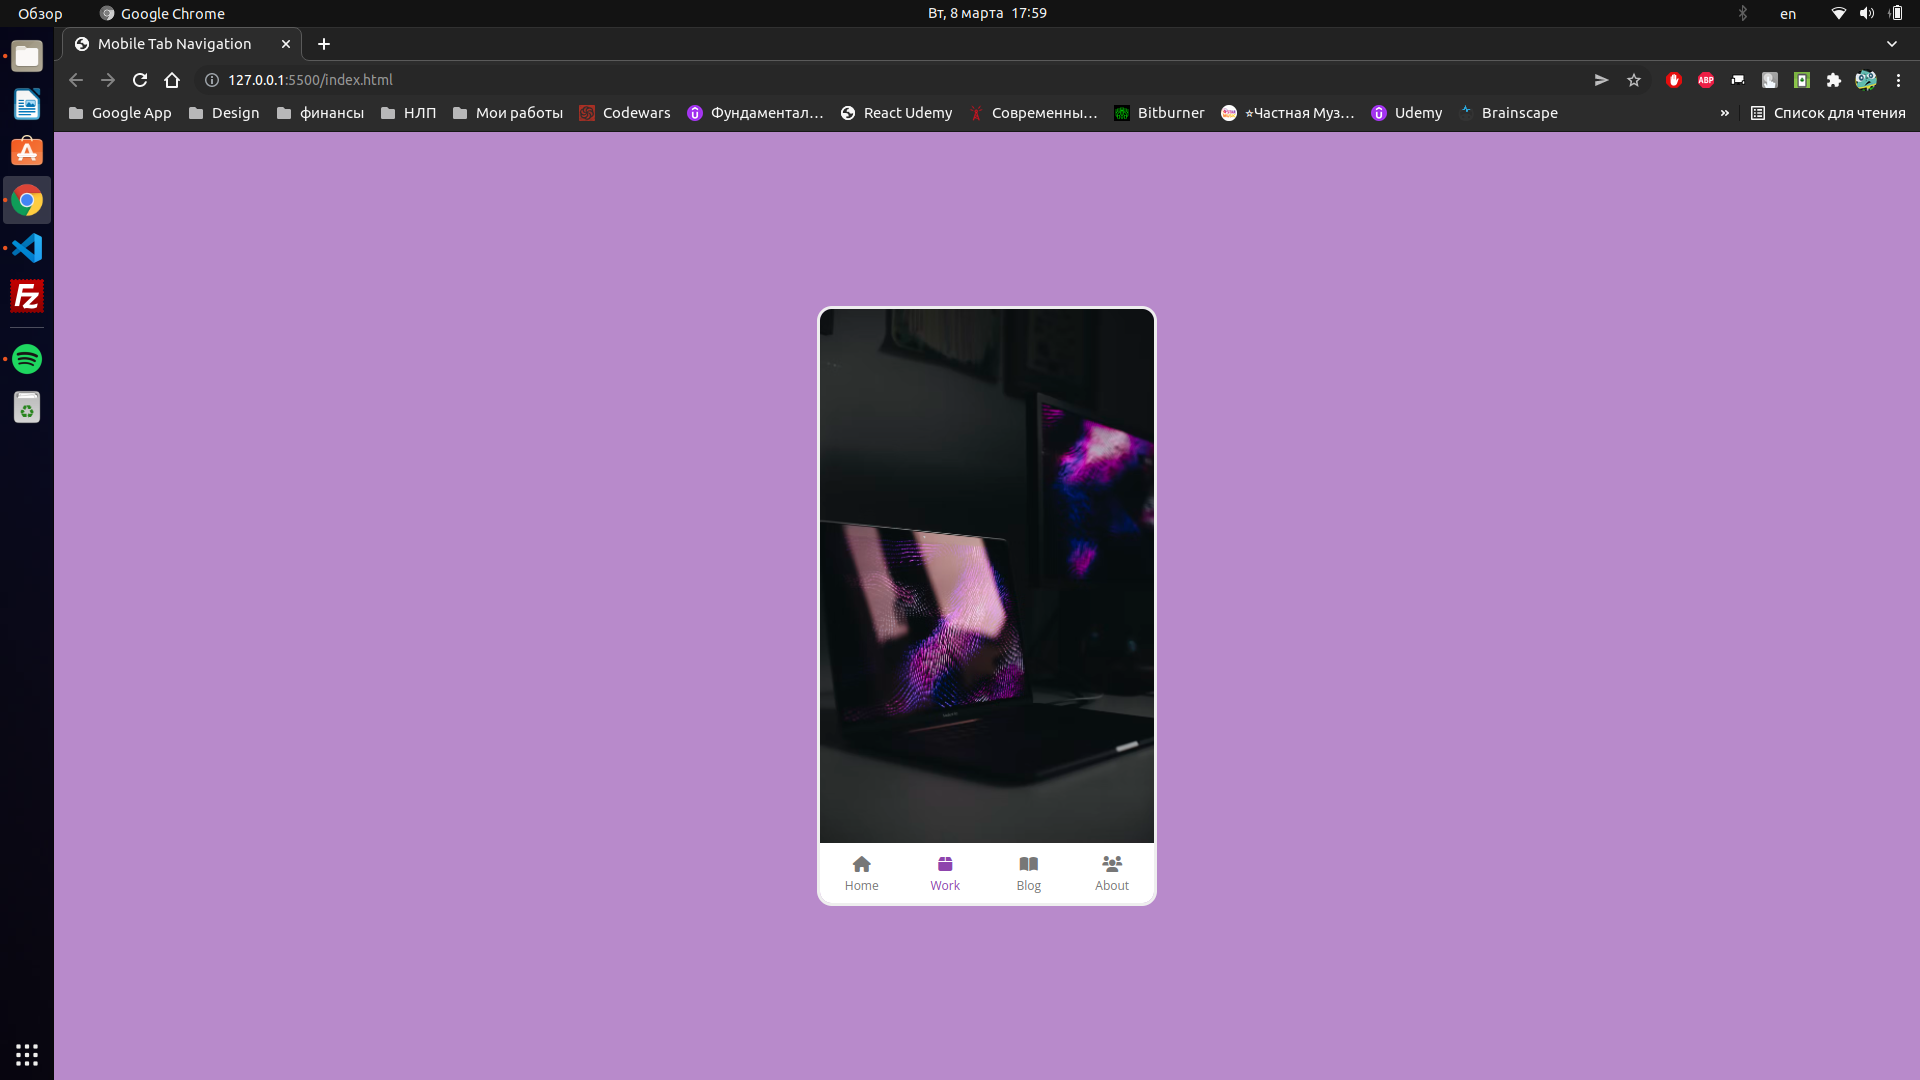 Обзор Google Chrome Вт, 8 марта 17:59 en
Mobile Tab Navigation
127.0.0.1:5500/index.html
ABP
Google App Design финансы НЛП Мои работы Codewars Фундаментал… React Udemy Современны… Bitburner ⭐Частная Муз… Udemy Brainscape » Список для чтения
Fz
Home Work Blog About